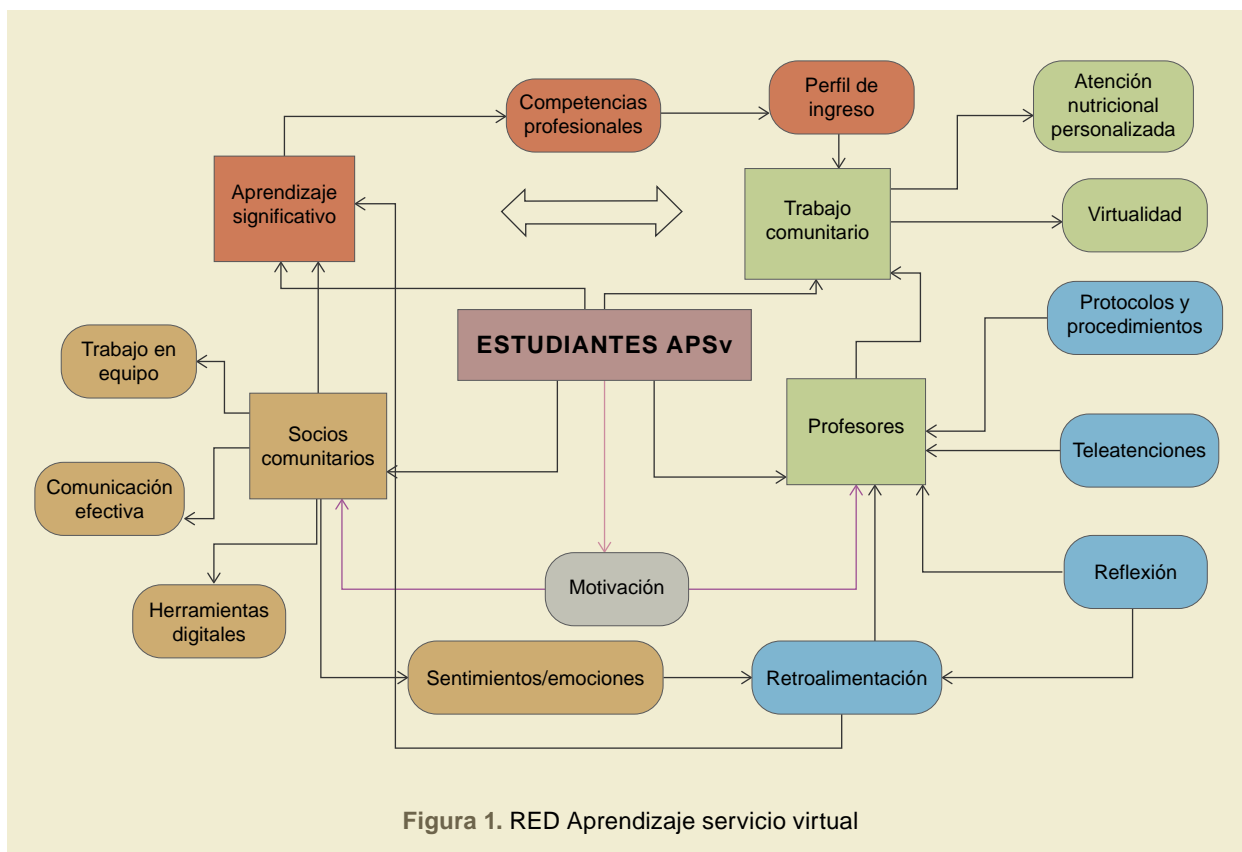 Competencias
profesionales
Perfil de
ingreso
Atención
nutricional
personalizada
Aprendizaje
significativo
Trabajo
comunitario
Virtualidad
ESTUDIANTES APSv
Protocolos y
procedimientos
Trabajo en
equipo
Socios
comunitarios
Profesores
Teleatenciones
Comunicación
efectiva
Motivación
Reflexión
Herramientas
digitales
Sentimientos/emociones
Retroalimentación
Figura 1. RED Aprendizaje servicio virtual